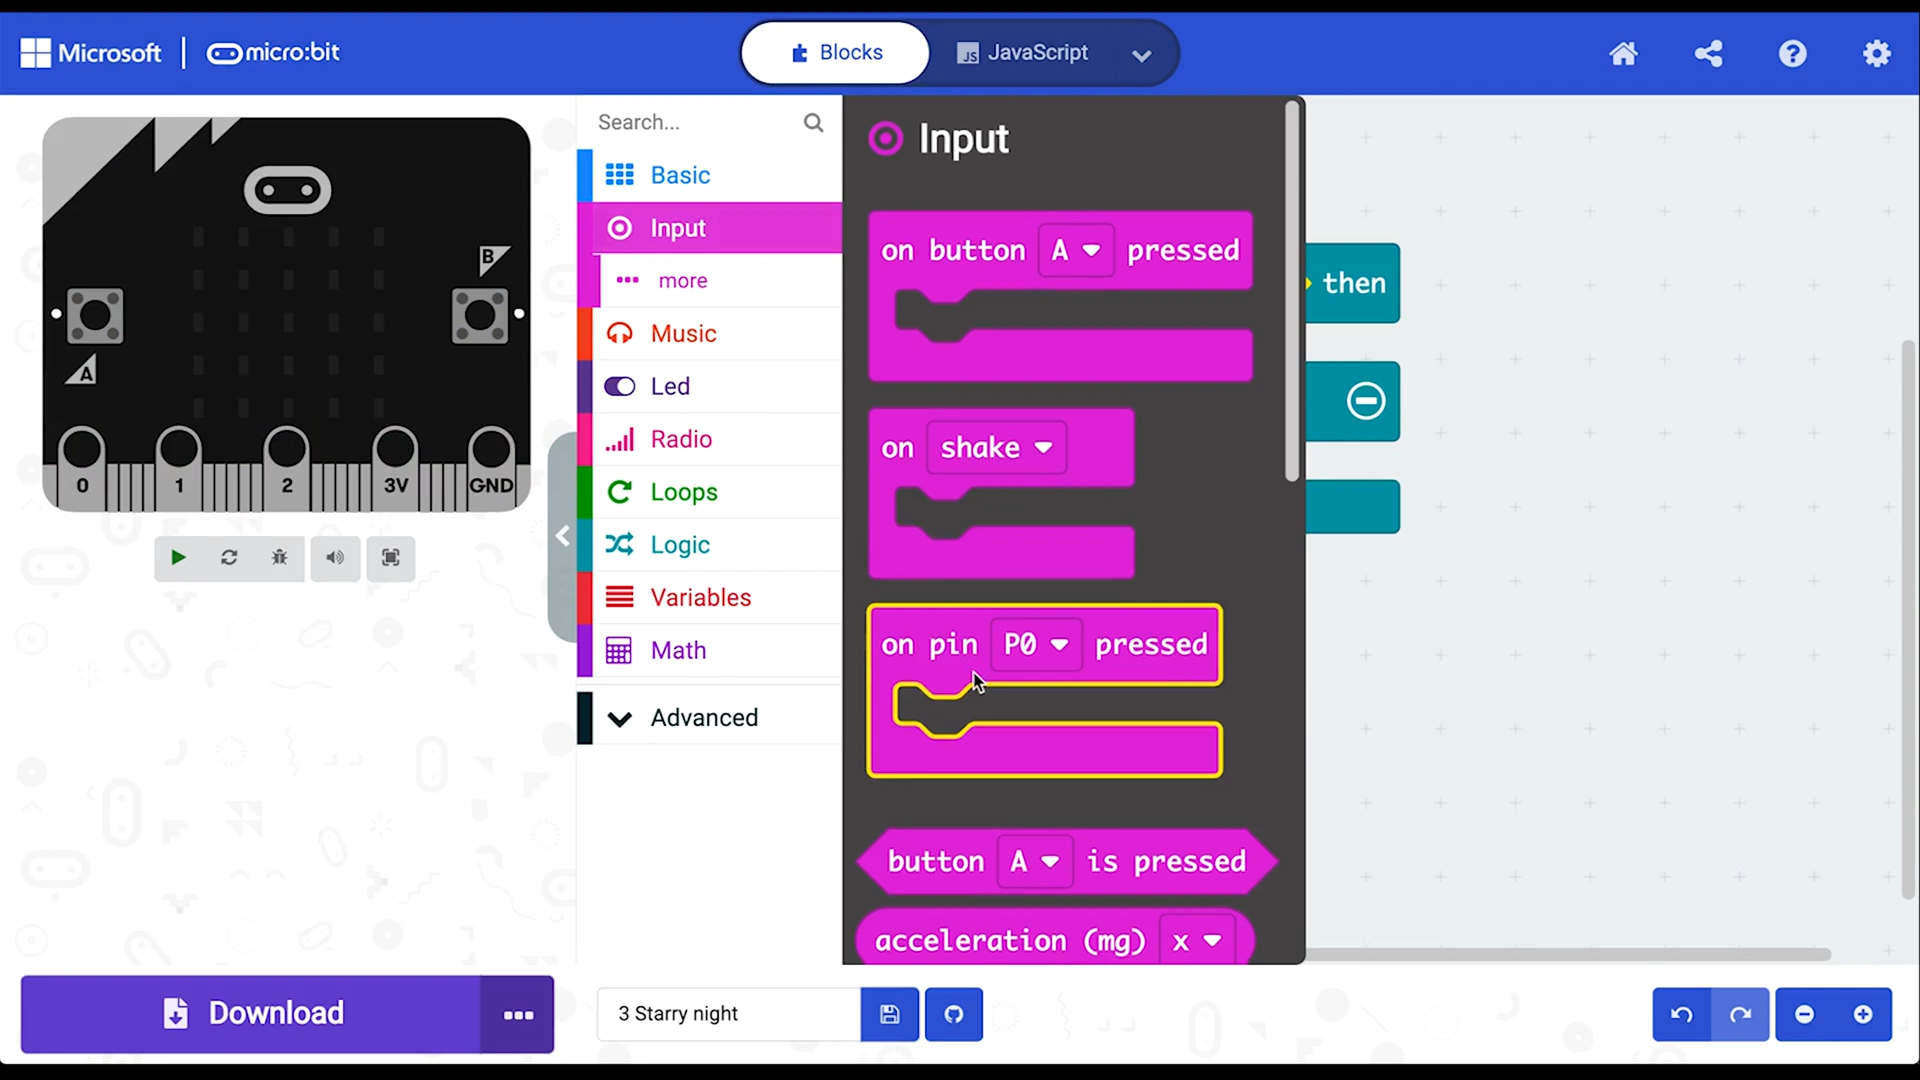 Microsoft | micro:bit
Blocks
JavaScript
Search...
Basic
Input
more
Music
Led
Radio
Loops
Logic
Variables
Math
Advanced
Input
on button A pressed
on shake
on pin P0 pressed
button A is pressed
acceleration (mg) x
then
B
A
0
1
2
3V
GND
Download
3 Starry night